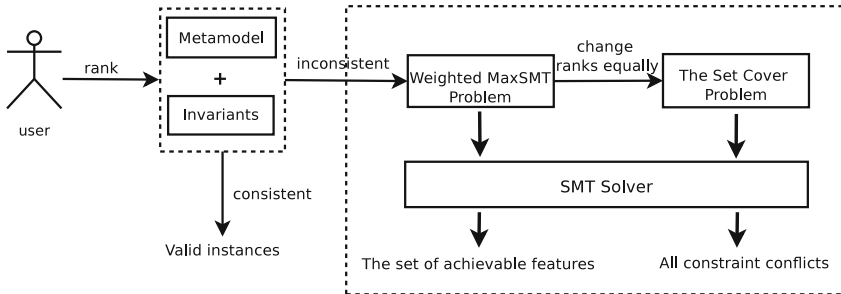 user
rank
Metamodel
+
Invariants
consistent
Valid instances
inconsistent
Weighted MaxSMT
Problem
change
ranks equally
The Set Cover
Problem
SMT Solver
The set of achievable features
All constraint conflicts